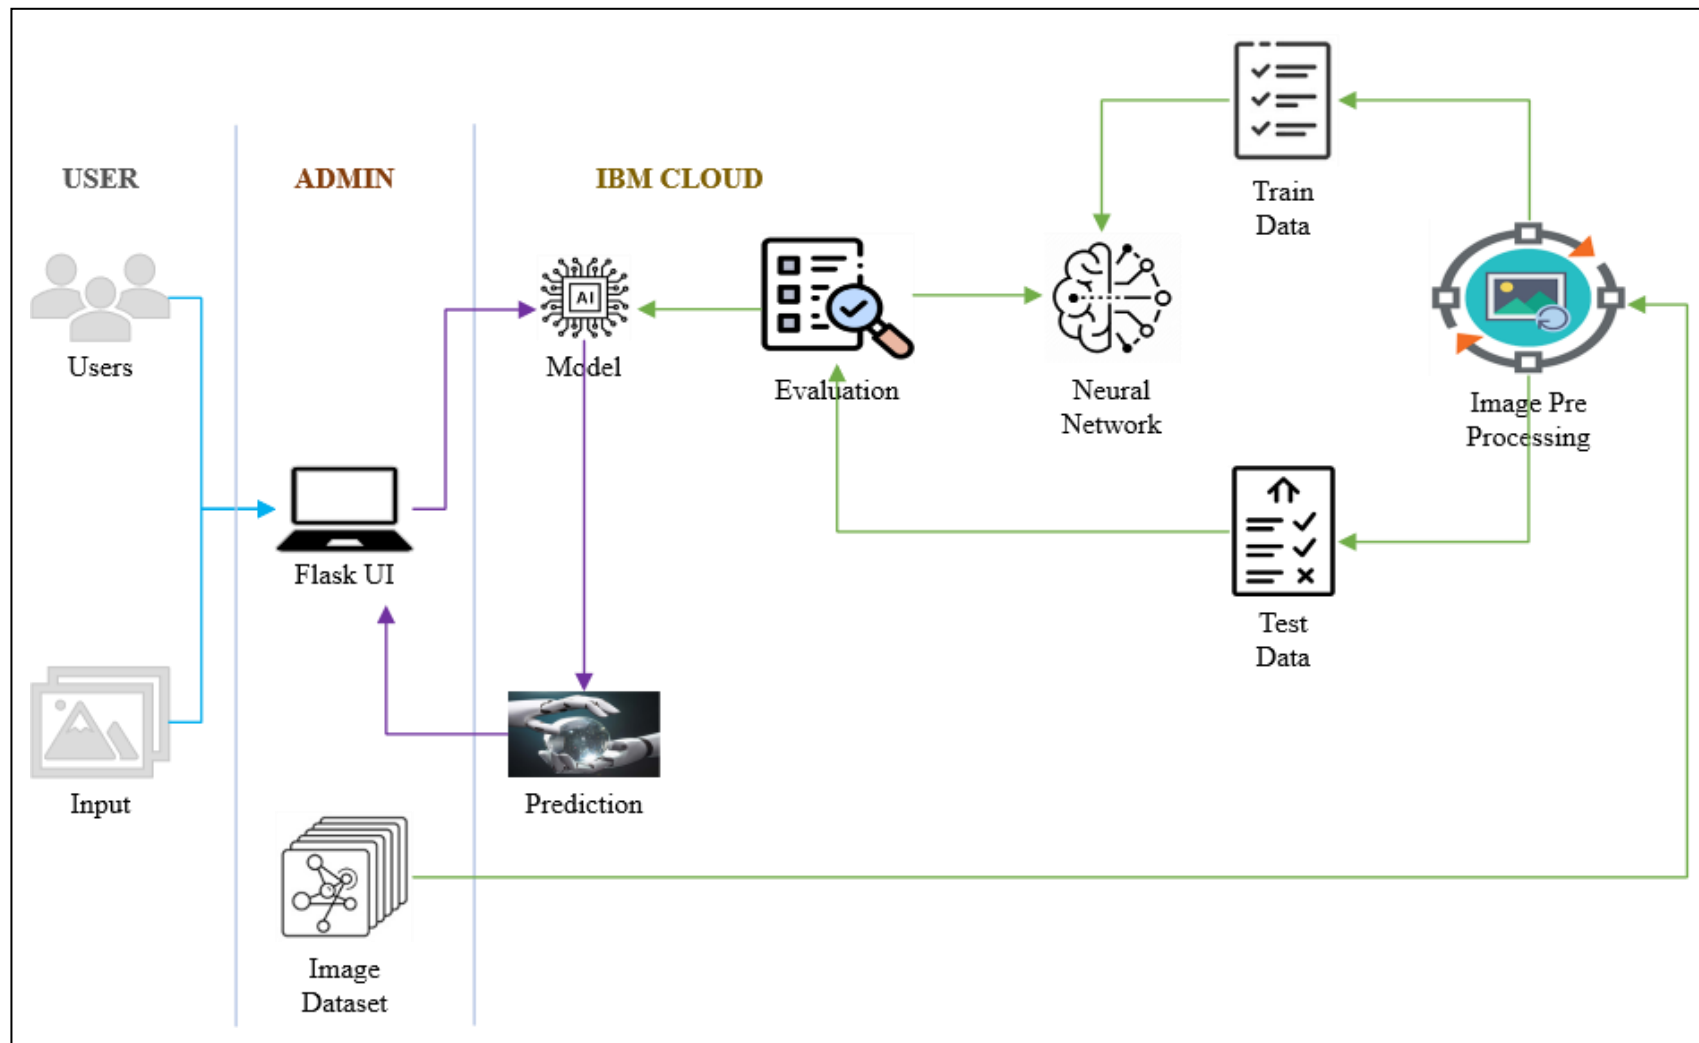 USER
ADMIN
IBM CLOUD
Train
Data
Users
Model
Evaluation
Neural
Network
Image Pre
Processing
Flask UI
Test
Data
Input
Prediction
Image
Dataset
AI